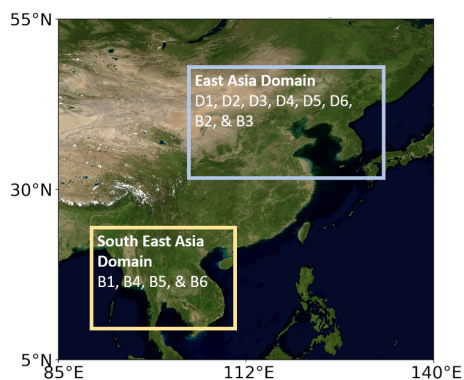 55°N
East Asia Domain
D1, D2, D3, D4, D5, D6,
B2, & B3
30°N
South East Asia
Domain
B1, B4, B5, & B6
5°N
85°E 112°E 140°E